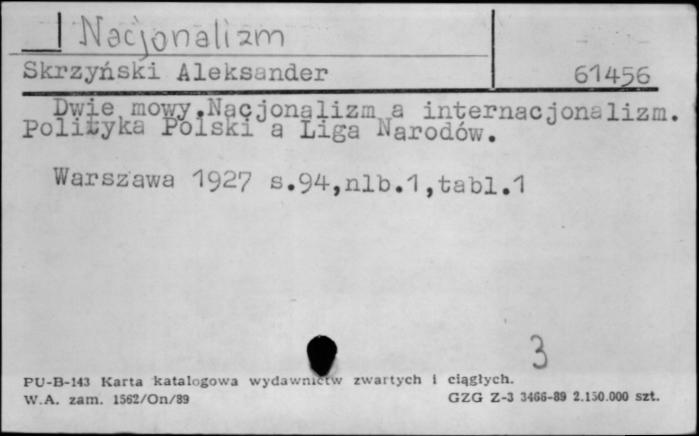 Nacjonalizm
Skrzyński Aleksander 61456
Dwie mowy.Nacjonalizm a internacjonalizm.
Polityka Polski a Liga Narodów.
Warszawa 1927 s.94,nlb.1,tabl.1
3
PU-B-143 Karta katalogowa wydawnictw zwartych i ciągłych.
W.A. zam. 1562/On/89 GZG Z-3 3466-89 2.150.000 szt.